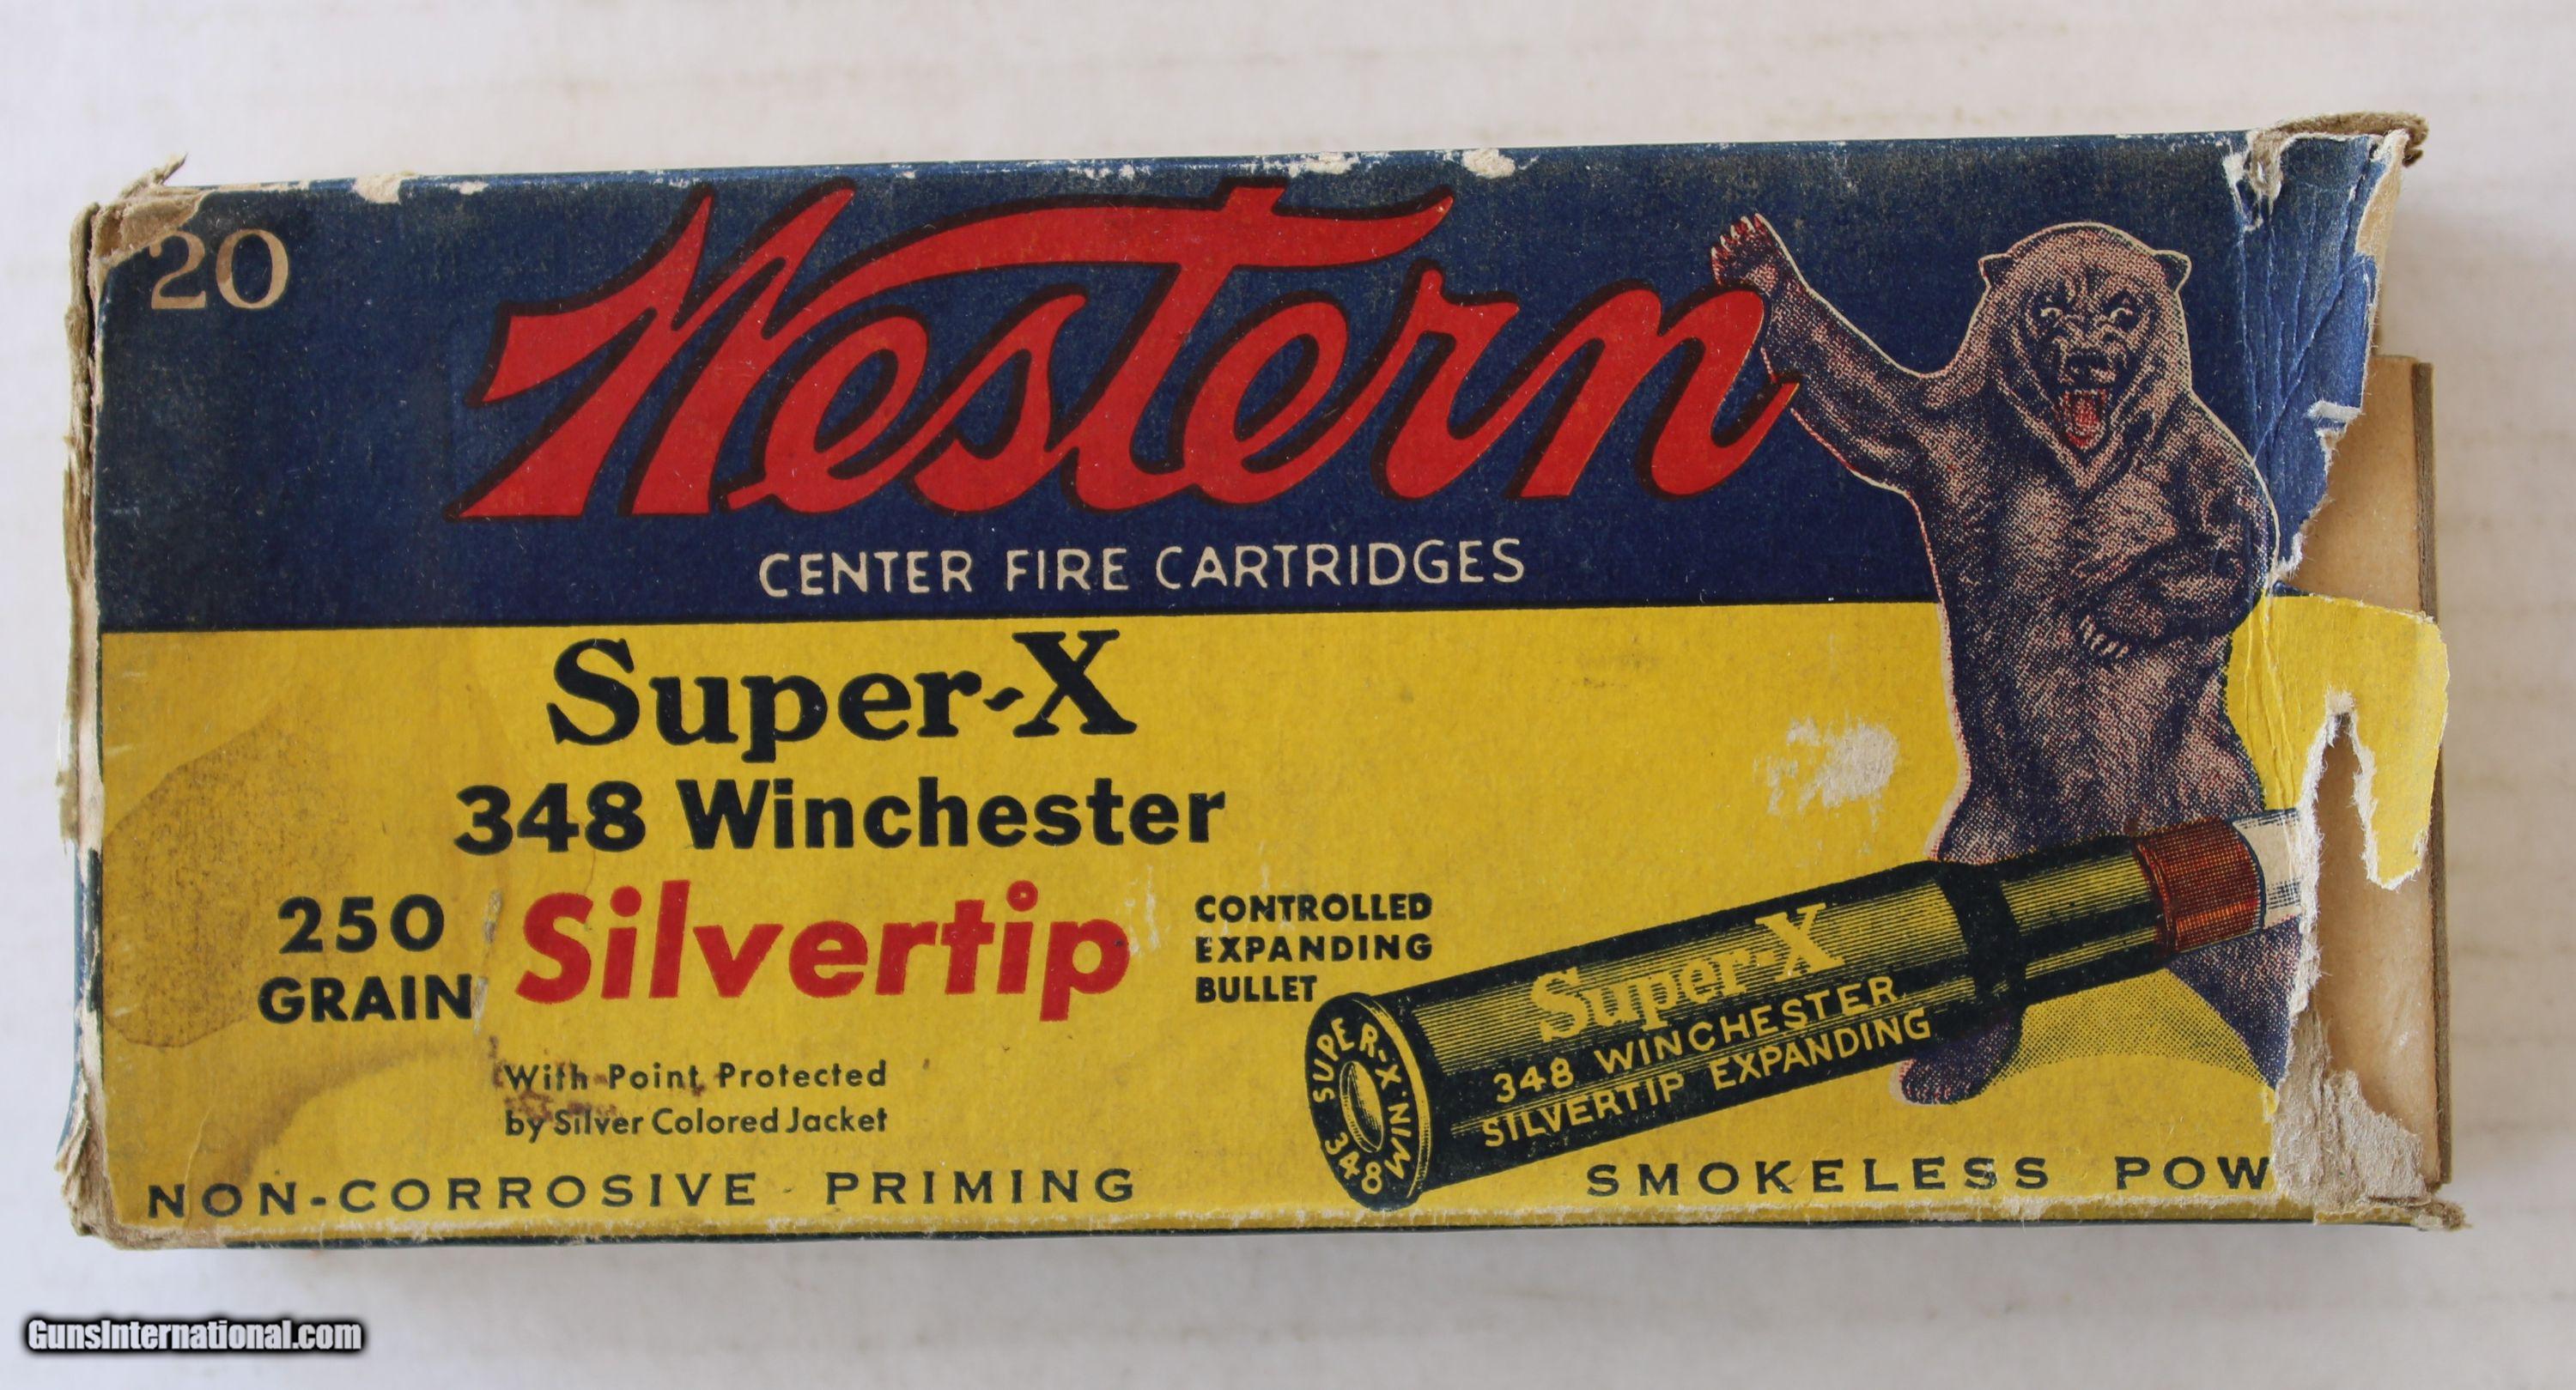 20
Western
CENTER FIRE CARTRIDGES
Super-X
348 Winchester
250
GRAIN
Silvertip
CONTROLLED
EXPANDING
BULLET
With Point Protected
by Silver Colored Jacket
Super-X
348 WINCHESTER
SILVERTIP EXPANDING
SUPER-X·WIN
348
NON-CORROSIVE PRIMING
SMOKELESS POW
GunsInternational.com